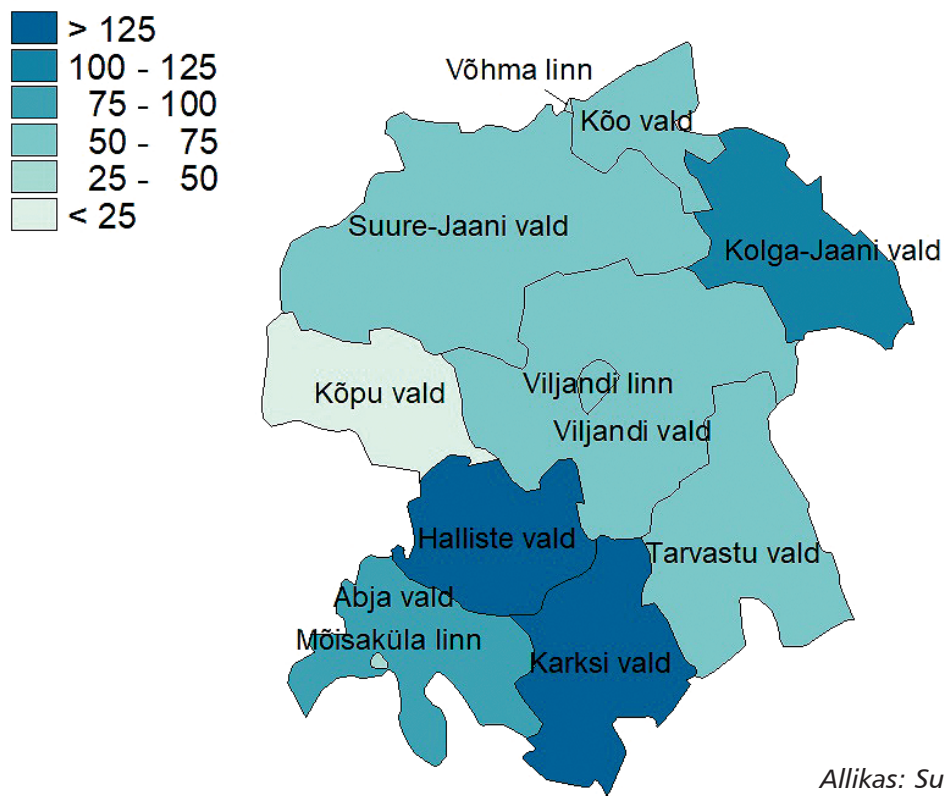 > 125
100 - 125
75 - 100
50 - 75
25 - 50
< 25
Võhma linn
Kõo vald
Suure-Jaani vald
Kolga-Jaani vald
Kõpu vald
Viljandi linn
Viljandi vald
Halliste vald
Tarvastu vald
Abja vald
Mõisaküla linn
Karksi vald
Allikas: Su